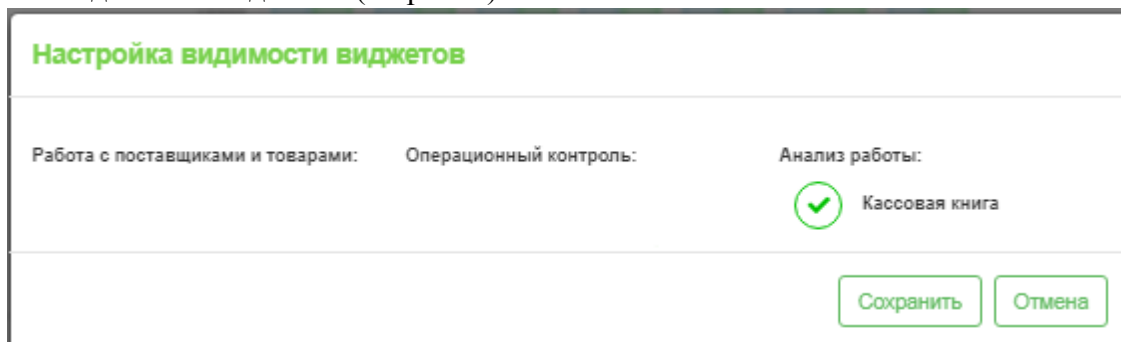 Настройка видимости виджетов
Работа с поставщиками и товарами: Операционный контроль: Анализ работы:
Кассовая книга
Сохранить Отмена